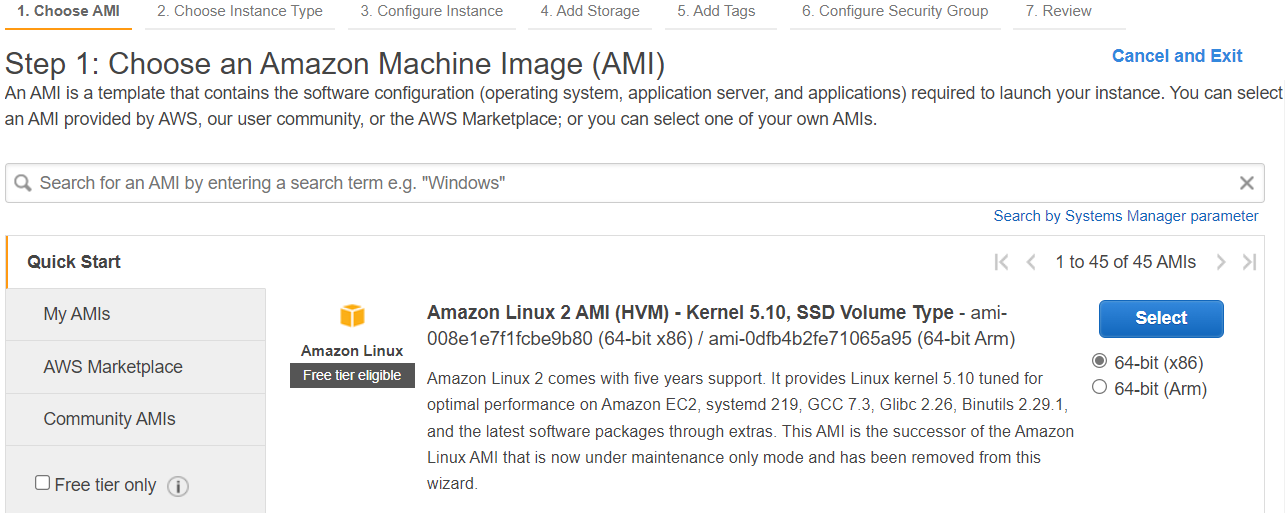 1. Choose AMI 2. Choose Instance Type 3. Configure Instance 4. Add Storage 5. Add Tags 6. Configure Security Group 7. Review
Step 1: Choose an Amazon Machine Image (AMI)
Cancel and Exit
An AMI is a template that contains the software configuration (operating system, application server, and applications) required to launch your instance. You can select
an AMI provided by AWS, our user community, or the AWS Marketplace; or you can select one of your own AMIs.
Search for an AMI by entering a search term e.g. "Windows"
Search by Systems Manager parameter
Quick Start
1 to 45 of 45 AMIs
My AMIs
AWS Marketplace
Community AMIs
Free tier only
Amazon Linux
Free tier eligible
Amazon Linux 2 AMI (HVM) - Kernel 5.10, SSD Volume Type - ami-
008e1e7f1fcbe9b80 (64-bit x86) / ami-0dfb4b2fe71065a95 (64-bit Arm)
Amazon Linux 2 comes with five years support. It provides Linux kernel 5.10 tuned for
optimal performance on Amazon EC2, systemd 219, GCC 7.3, Glibc 2.26, Binutils 2.29.1,
and the latest software packages through extras. This AMI is the successor of the Amazon
Linux AMI that is now under maintenance only mode and has been removed from this
wizard.
Select
64-bit (x86)
64-bit (Arm)